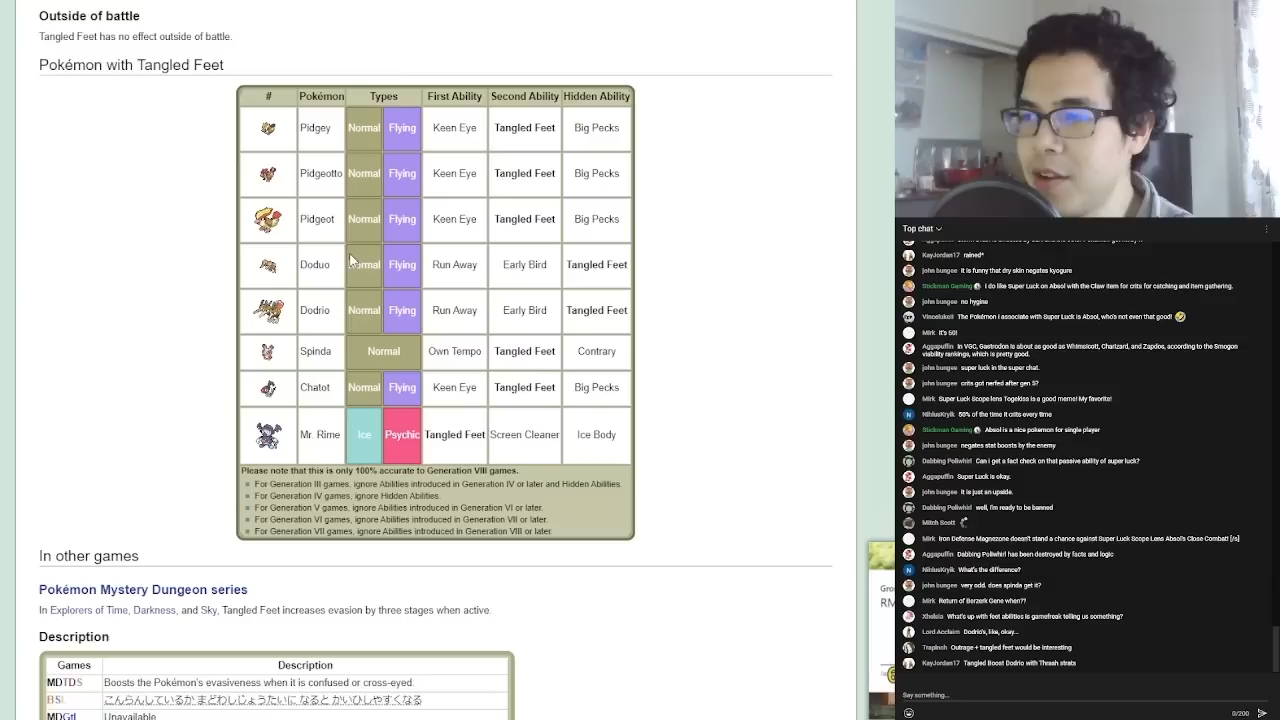 Outside of battle
Tangled Feet has no effect outside of battle.
Pokémon with Tangled Feet
# Pokémon Types First Ability Second Ability Hidden Ability
Pidgey Normal Flying Keen Eye Tangled Feet Big Pecks
Pidgeotto Normal Flying Keen Eye Tangled Feet Big Pecks
Pidgeot Normal Flying Keen Eye Tangled Feet Big Pecks
Doduo Normal Flying Run Away Early Bird Tangled Feet
Dodrio Normal Flying Run Away Early Bird Tangled Feet
Spinda Normal Own Tempo Tangled Feet Contrary
Chatot Normal Flying Keen Eye Tangled Feet Big Pecks
Mr. Rime Ice Psychic Tangled Feet Screen Cleaner Ice Body
Please note that this is only 100% accurate to Generation VIII games.
For Generation III games, ignore Abilities introduced in Generation IV or later and Hidden Abilities.
For Generation IV games, ignore Hidden Abilities.
For Generation V games, ignore Abilities introduced in Generation VI or later.
For Generation VI games, ignore Abilities introduced in Generation VII or later.
For Generation VII games, ignore Abilities introduced in Generation VIII or later.
In other games
Pokémon Mystery Dungeon series
In Explorers of Time, Darkness, and Sky, Tangled Feet increases evasion by three stages when active.
Description
Games Description
MDTDS Boosts the Pokémon's evasiveness when it is confused or cross-eyed.
BSL こんらんしているかまどわしじょうたいになるとかいひしやすくなる
MDGtI Unavailable
Top chat
KayJordan17 rained*
john bungee it is funny that dry skin negates kyogure
Stickman Gaming I do like Super Luck on Absol with the Claw item for crits for catching and item gathering.
john bungee no hygine
Vinceluke8 The Pokémon I associate with Super Luck is Absol, who's not even that good!
Mirk It's 50!
Aggapuffin In VGC, Gastrodon is about as good as Whimsicott, Charizard, and Zapdos, according to the Smogon
viability rankings, which is pretty good.
john bungee super luck in the super chat.
john bungee crits got nerfed after gen 5?
Mirk Super Luck Scope lens Togekiss is a good meme! My favorite!
NihlusKryik 50% of the time it crits every time
Stickman Gaming Absol is a nice pokemon for single player
john bungee negates stat boosts by the enemy
Dabbing Poliwhirl Can I get a fact check on that passive ability of super luck?
Aggapuffin Super Luck is okay.
john bungee it is just an upside.
Dabbing Poliwhirl well, I'm ready to be banned
Mitch Scott
Mirk Iron Defense Magnezone doesn't stand a chance against Super Luck Scope Lens Absol's Close Combat! [/s]
Aggapuffin Dabbing Poliwhirl has been destroyed by facts and logic
NihlusKryik What's the difference?
john bungee very odd. does spinda get it?
Mirk Return of Berzerk Gene when??
Xheleia What's up with feet abilities is gamefreak telling us something?
Lord Acclaim Dodrio's, like, okay...
Trapinch Outrage + tangled feet would be interesting
KayJordan17 Tangled Boost Dodrio with Thrash strats
Say something...
0/200